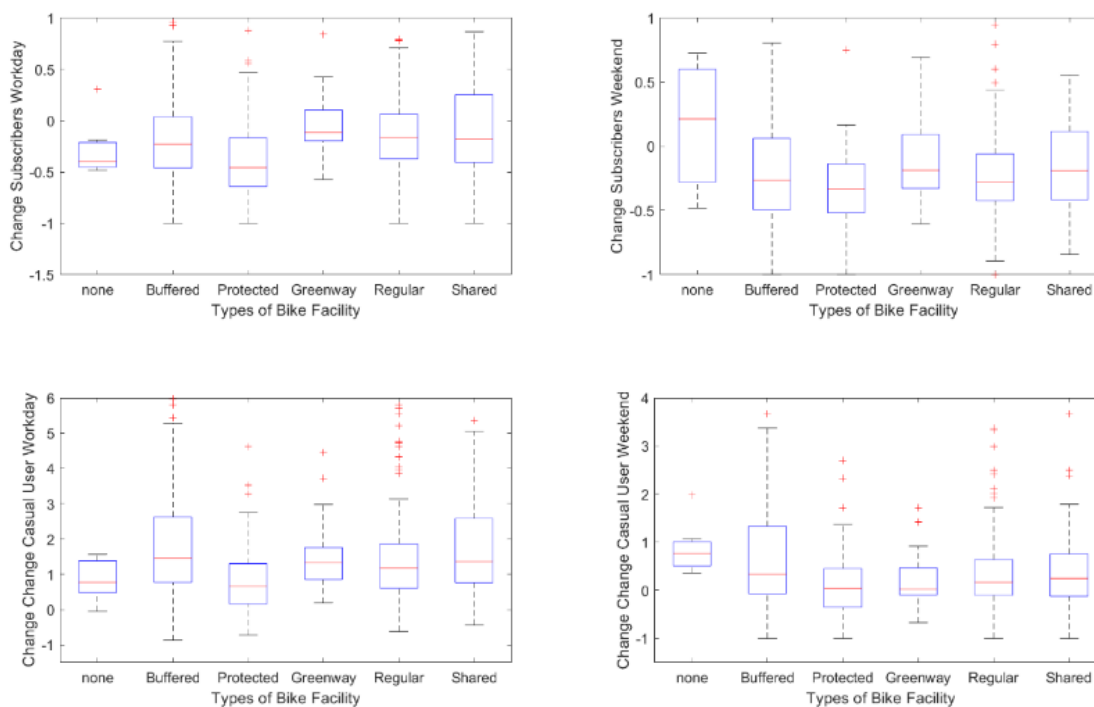 Change Subscribers Workday
1
0.5
0
-0.5
-1
-1.5
none Buffered Protected Greenway Regular Shared
Types of Bike Facility
Change Subscribers Weekend
1
0.5
0
-0.5
-1
none Buffered Protected Greenway Regular Shared
Types of Bike Facility
Change Change Casual User Workday
6
5
4
3
2
1
0
-1
none Buffered Protected Greenway Regular Shared
Types of Bike Facility
Change Change Casual User Weekend
4
3
2
1
0
-1
none Buffered Protected Greenway Regular Shared
Types of Bike Facility